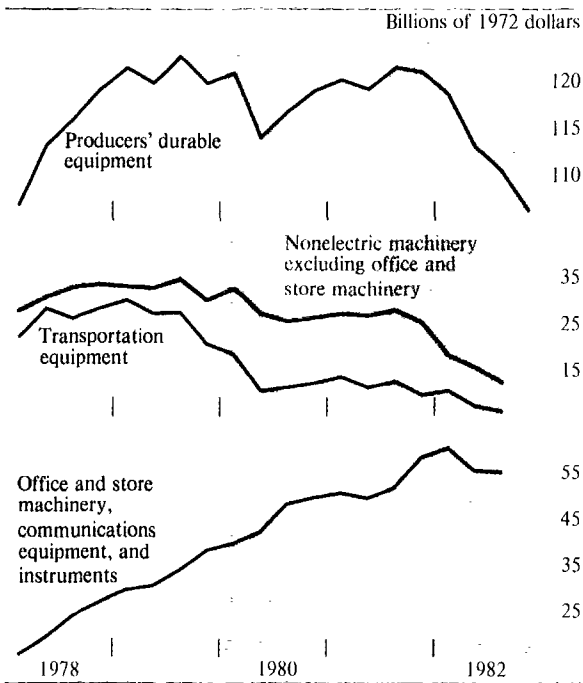 Billions of 1972 dollars
120
Producers' durable
equipment
115
110
Nonelectric machinery
excluding office and
store machinery
35
25
Transportation
equipment
15
Office and store
machinery,
communications
equipment, and
instruments
55
45
35
25
1978
1980
1982